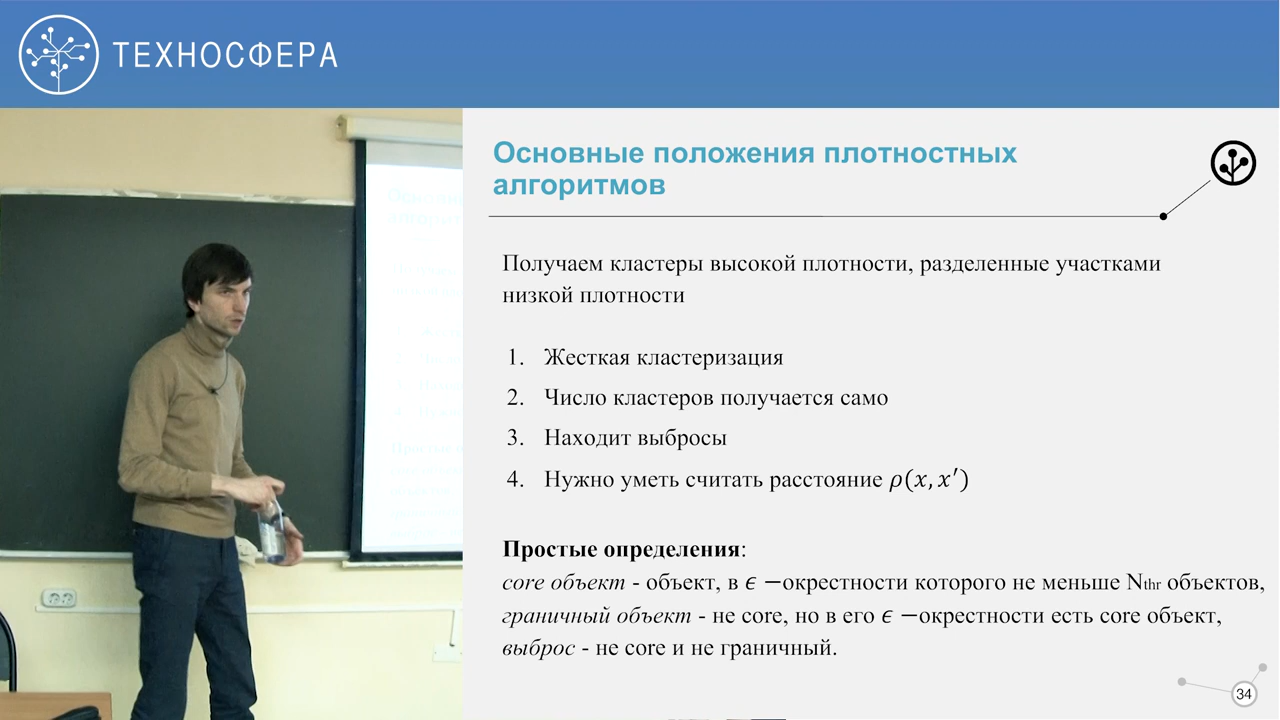 ТЕХНОСФЕРА
Основные положения плотностных
алгоритмов
Получаем кластеры высокой плотности, разделенные участками
низкой плотности
1. Жесткая кластеризация
2. Число кластеров получается само
3. Находит выбросы
4. Нужно уметь считать расстояние ρ(x, x′)
Простые определения:
core объект - объект, в ϵ −окрестности которого не меньше Nthr объектов,
граничный объект - не core, но в его ϵ −окрестности есть core объект,
выброс - не core и не граничный.
34